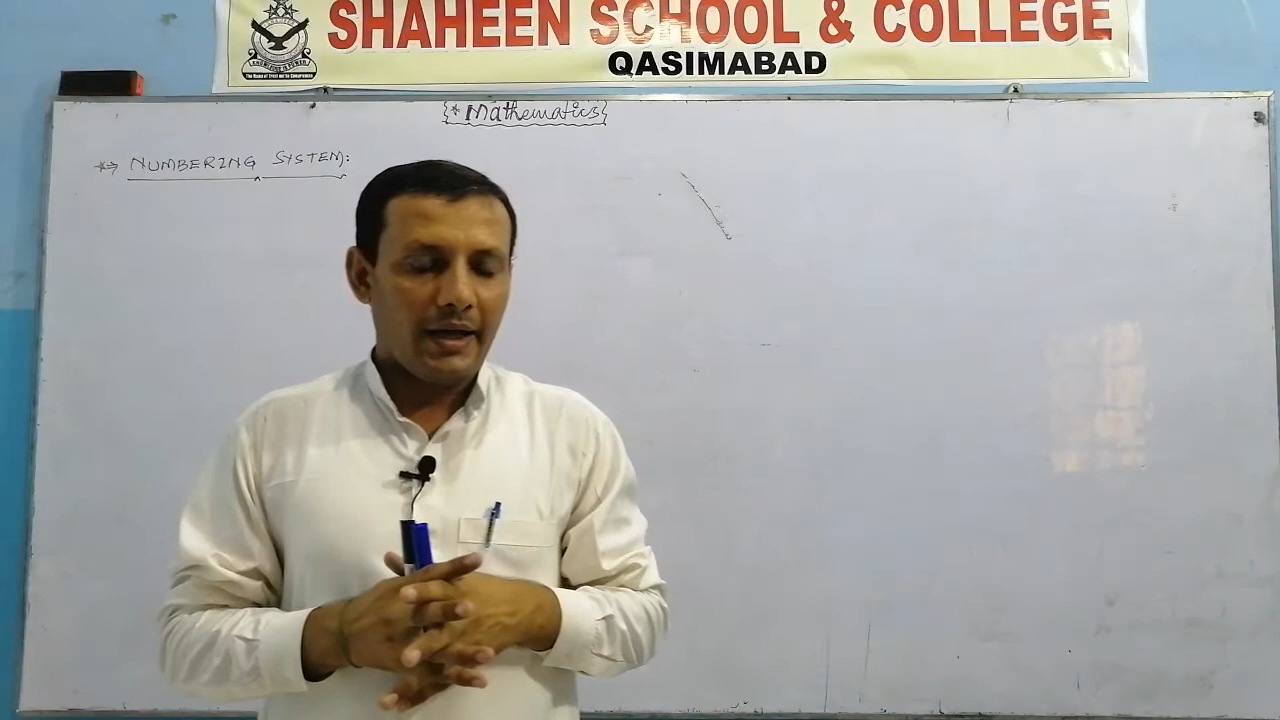 SHAHEEN SCHOOL & COLLEGE
QASIMABAD
{* Mathematics}
*⇒ NUMBERING SYSTEM: